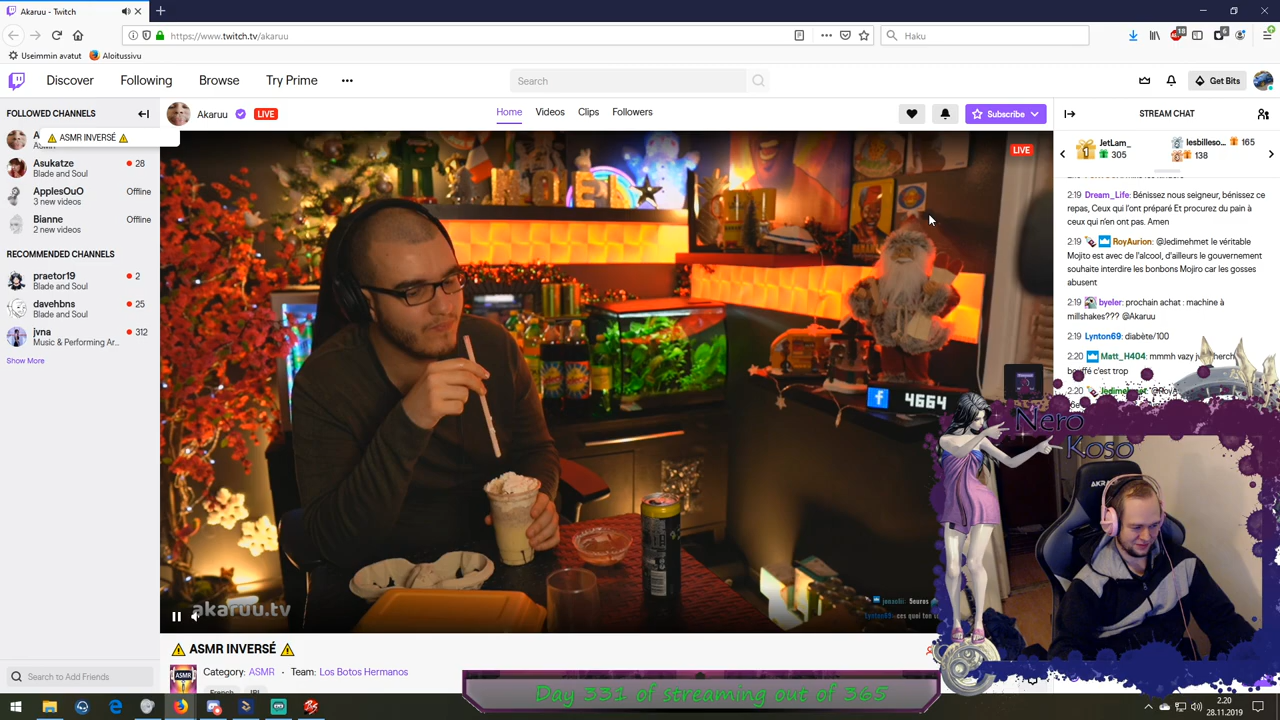 Akaruu - Twitch
https://www.twitch.tv/akaruu
Haku
Useimmin avatut
Aloitussivu
Discover
Following
Browse
Try Prime
Search
Get Bits
FOLLOWED CHANNELS
⚠ ASMR INVERSÉ ⚠
Asukatze
28
Blade and Soul
ApplesOuO
Offline
3 new videos
Bianne
Offline
2 new videos
RECOMMENDED CHANNELS
praetor19
2
Blade and Soul
davehbns
25
Blade and Soul
jvna
312
Music & Performing Ar...
Show More
Search to Add Friends
Akaruu
LIVE
Home
Videos
Clips
Followers
Subscribe
LIVE
4664
akaruu.tv
⚠ ASMR INVERSÉ ⚠
Category: ASMR · Team: Los Botos Hermanos
French
IRL
STREAM CHAT
JetLam_
305
lesbilleso...
165
138
2:19 Dream_Life: Bénissez nous seigneur, bénissez ce
repas, Ceux qui l'ont préparé Et procurez du pain à
ceux qui n'en ont pas. Amen
2:19 RoyAurion: @Jedimehmet le véritable
Mojito est avec de l'alcool, d'ailleurs le gouvernement
souhaite interdire les bonbons Mojiro car les gosses
abusent
2:19 byeler: prochain achat : machine à
millshakes??? @Akaruu
2:19 Lynton69: diabète/100
2:20 Matt_H404: mmmh vazy
bouffé c'est trop
2:20
Nero
Koso
AKRACING
Day 331 of streaming out of 365
2.20
28.11.2019